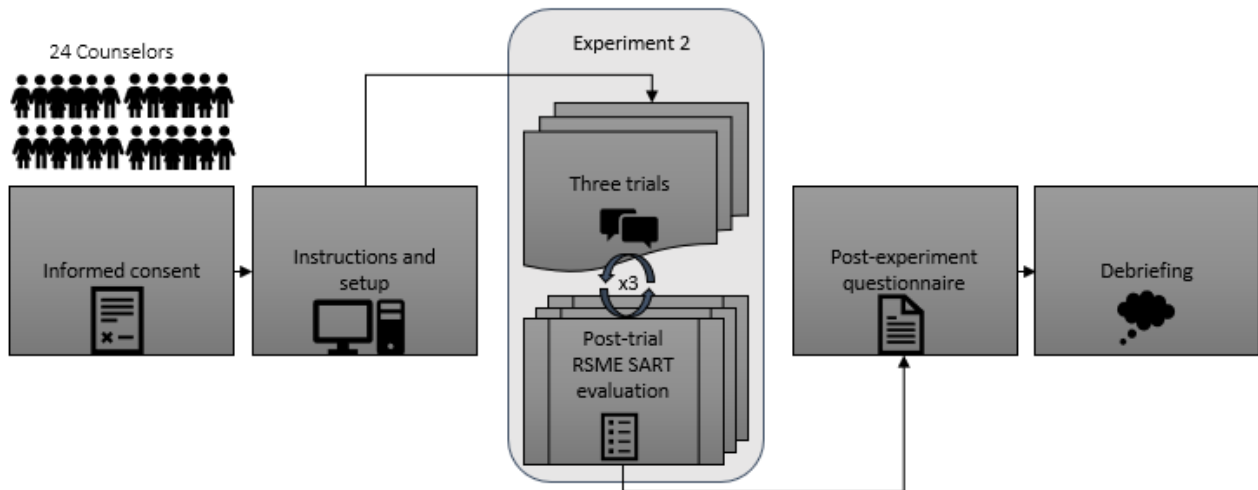 24 Counselors
Experiment 2
Three trials
Informed consent
Instructions and
setup
x3
Post-trial
RSME SART
evaluation
Post-experiment
questionnaire
Debriefing